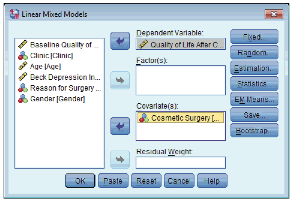 Linear Mixed Models
Dependent Variable:
Baseline Quality of ...
Quality of Life After C...
Fixed...
Clinic [Clinic]
Factor(s):
Random...
Age [Age]
Beck Depression In...
Estimation...
Reason for Surgery ...
Statistics
Gender [Gender]
EM Means...
Covariate(s):
Cosmetic Surgery [...
Save...
Bootstrap...
Residual Weight:
OK
Paste
Reset
Cancel
Help